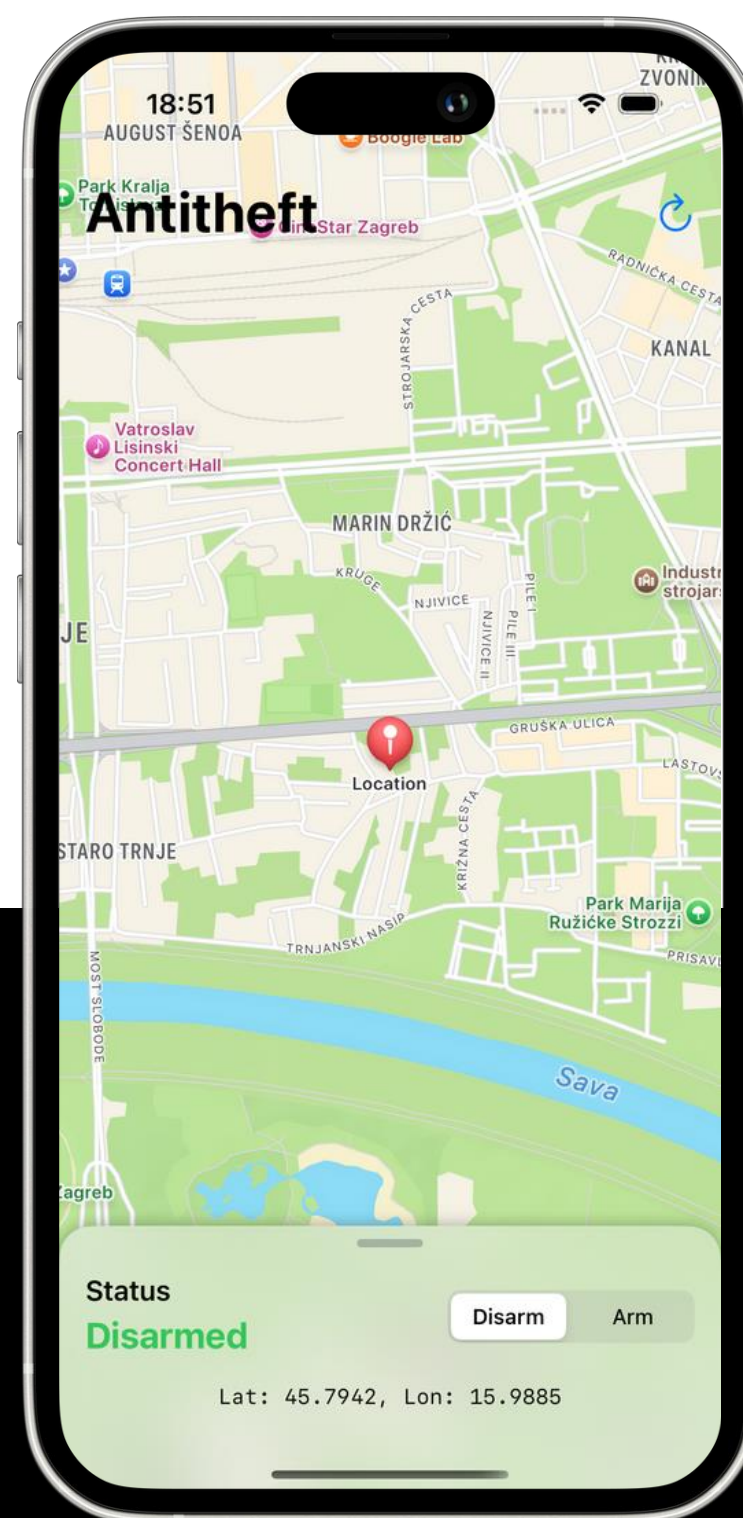 ZVONI
18:51
AUGUST ŠENOA
Boogie Lab
Park Kralja
Antitheft
Star Zagreb
RADNIČKA CESTA
STROJARSKA CESTA
KANAL
Vatroslav
Lisinski
Concert Hall
MARIN DRŽIĆ
KRUGE
NJIVICE
PILE I
Industr
strojar
NJIVICE II
PILE III
JE
GRUŠKA ULICA
Location
LASTOVS
KRIŽNA CESTA
STARO TRNJE
Park Marija
Ružićke Strozzi
TRNJANSKI NASIP
PRISAVL
MOST SLOBODE
Sava
Zagreb
Status
Disarmed
Disarm
Arm
Lat: 45.7942, Lon: 15.9885